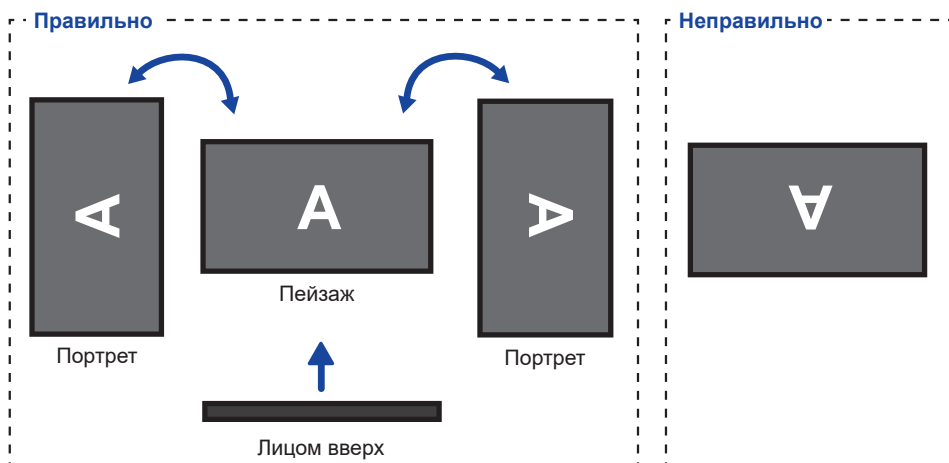 Правильно
Неправильно
A
A
A
A
Пейзаж
Портрет
Портрет
Лицом вверх